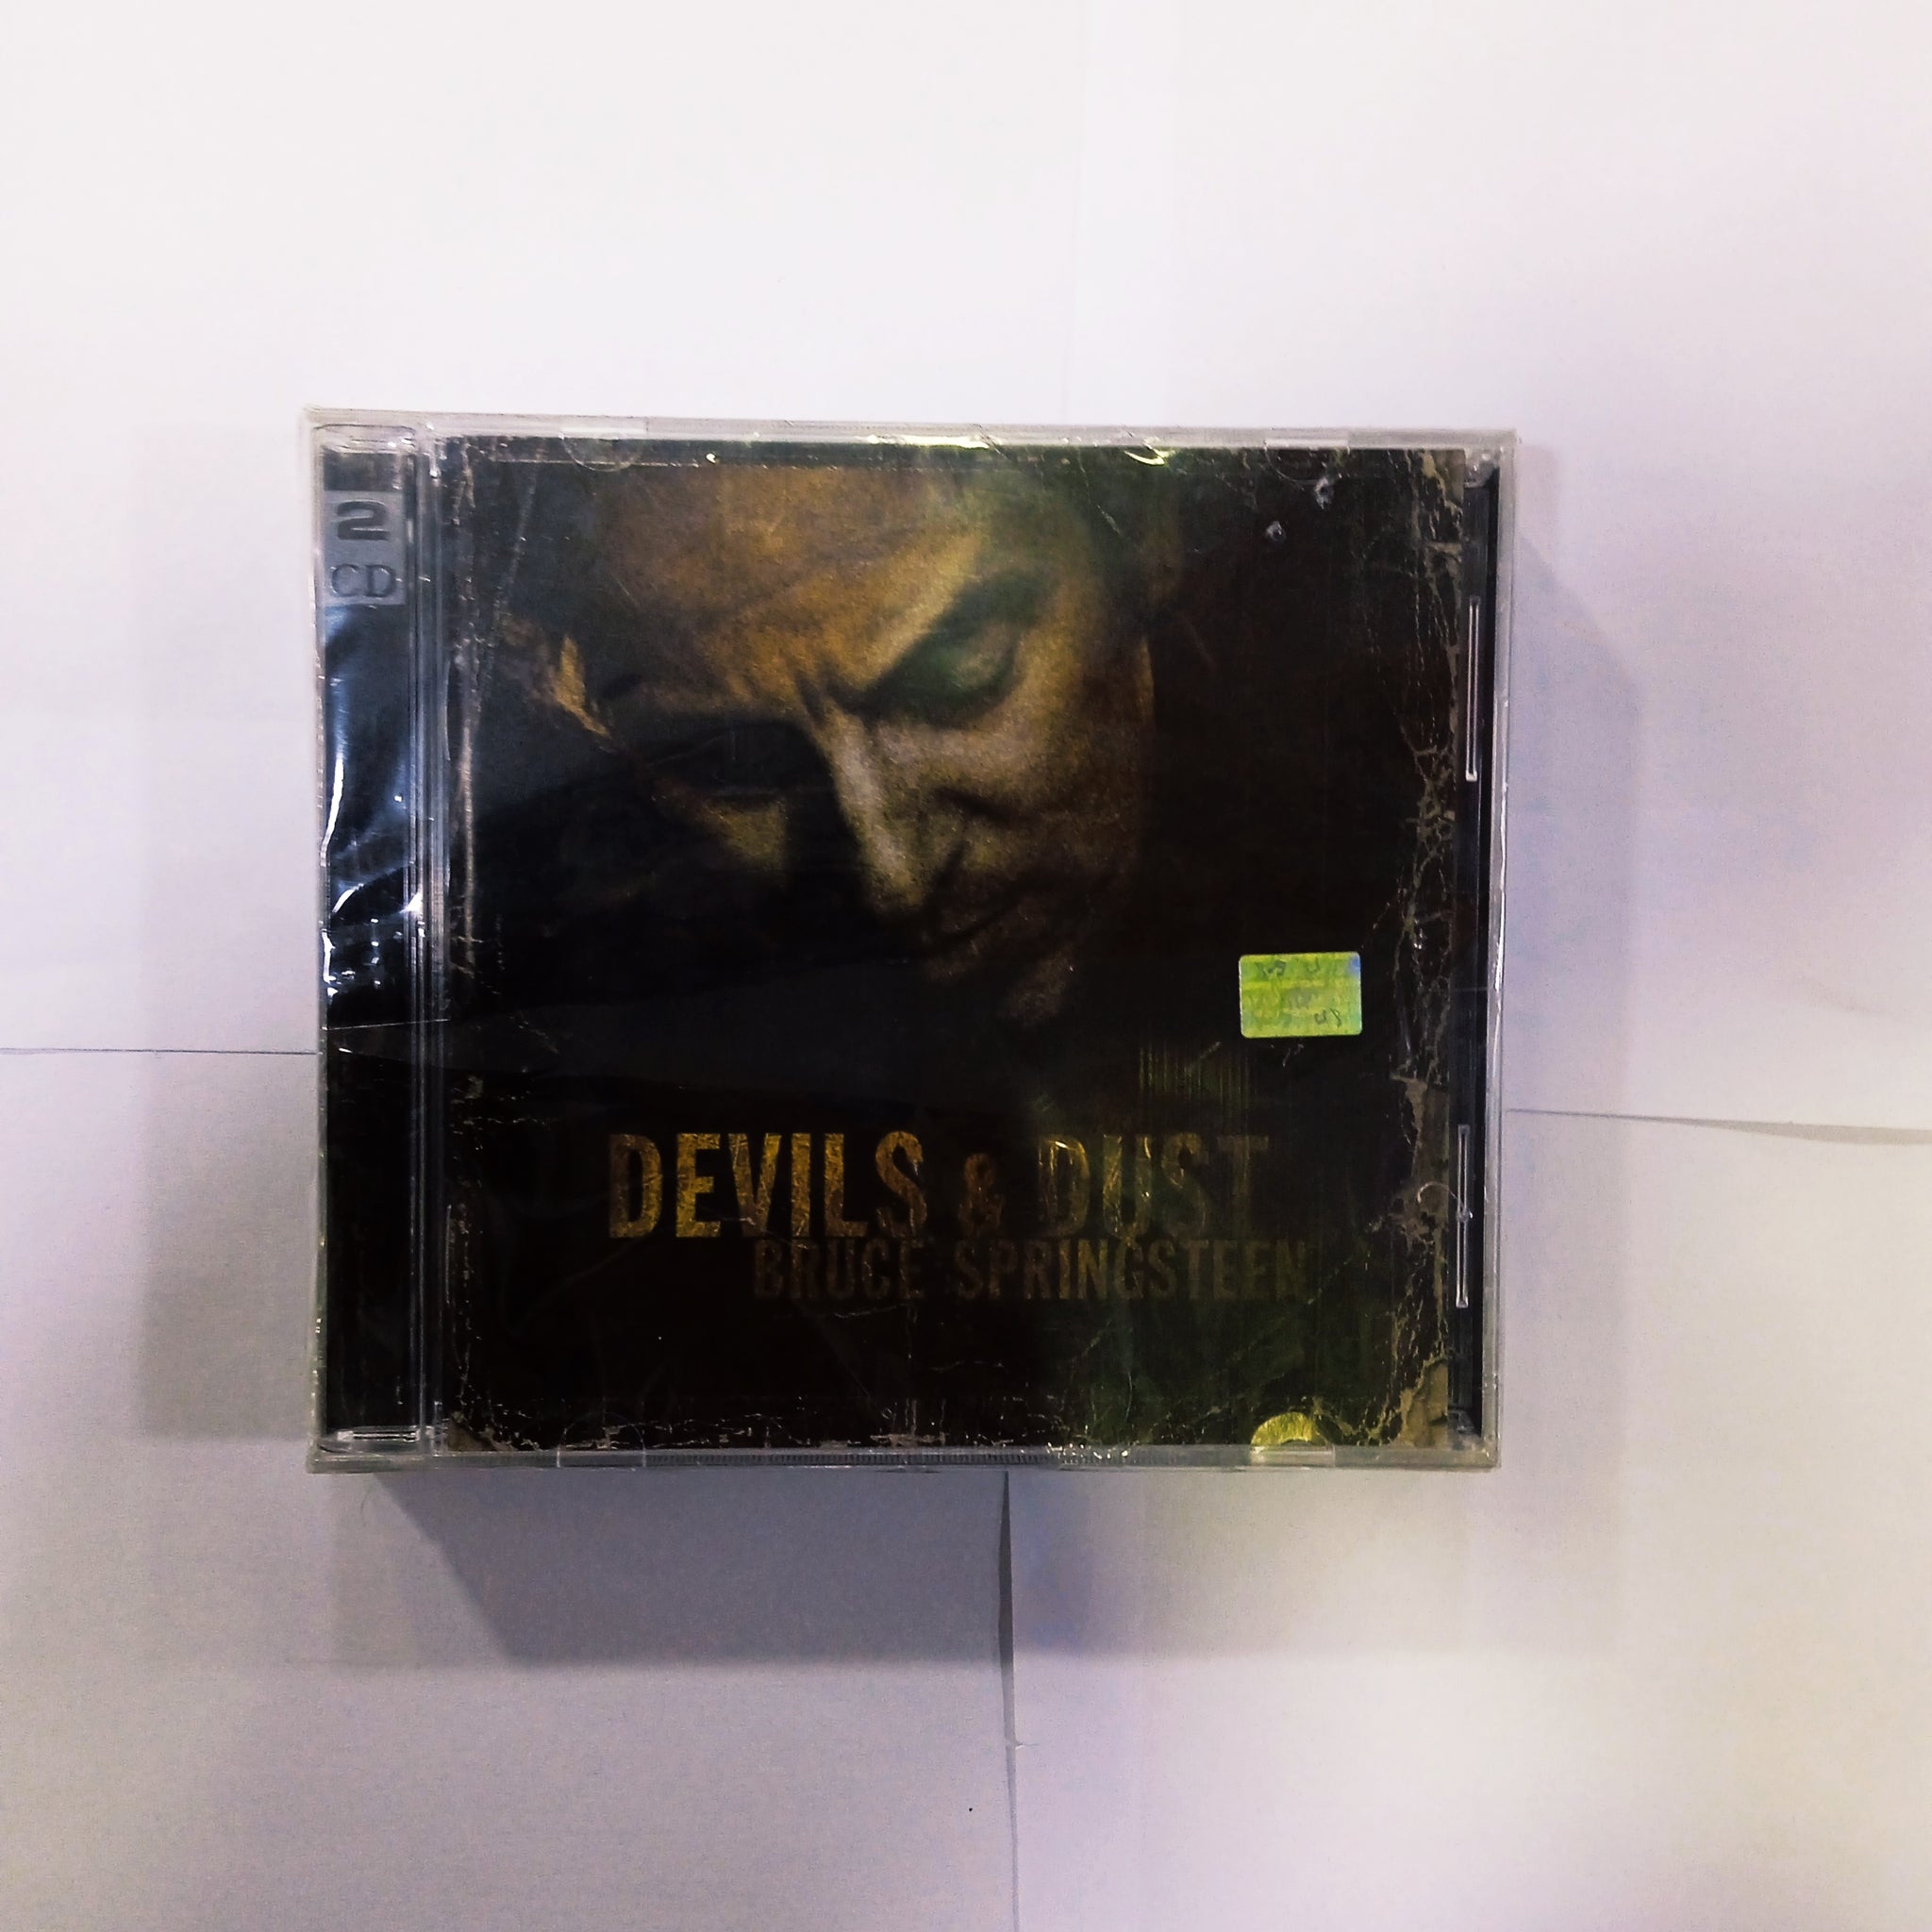 2
CD
DEVILS & DUST
BRUCE SPRINGSTEEN